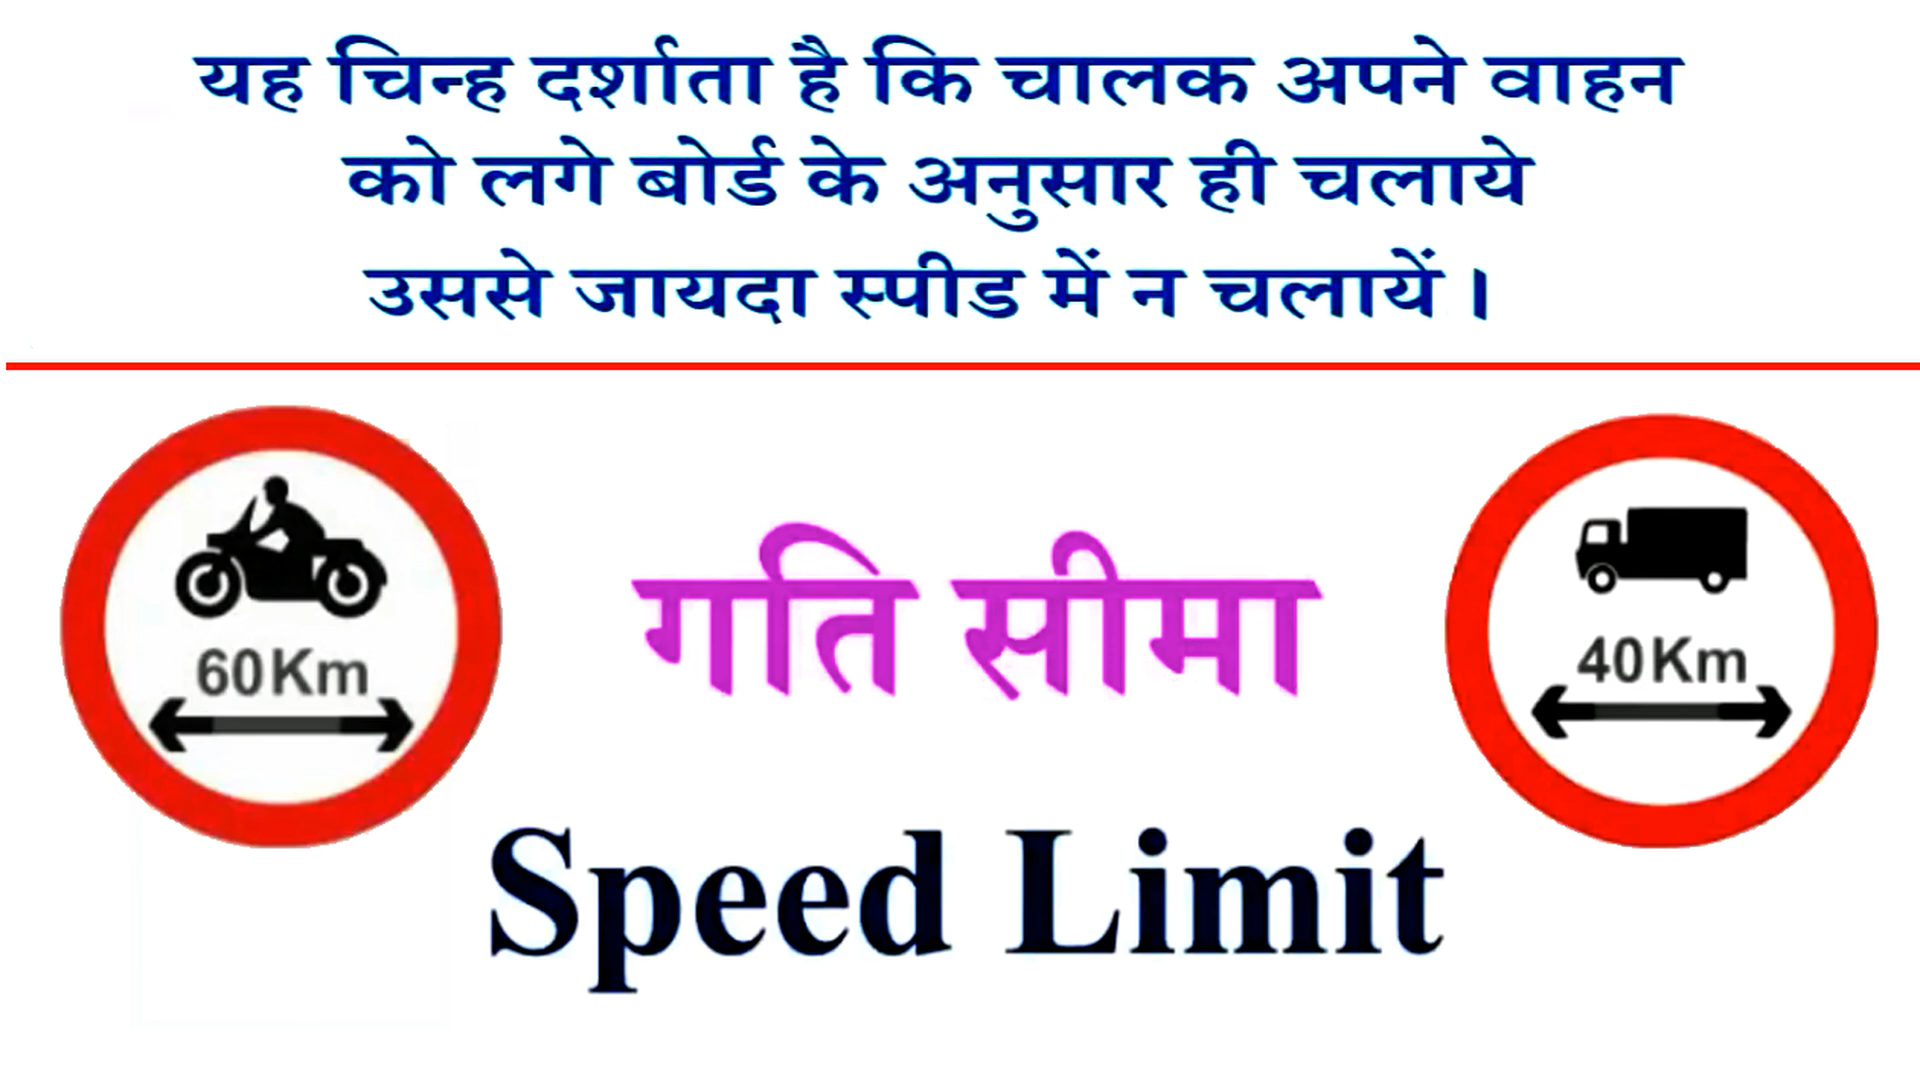 यह चिन्ह दर्शाता है कि चालक अपने वाहन
को लगे बोर्ड के अनुसार ही चलाये
उससे जायदा स्पीड में न चलायें।
60Km
गति सीमा
40Km
Speed Limit